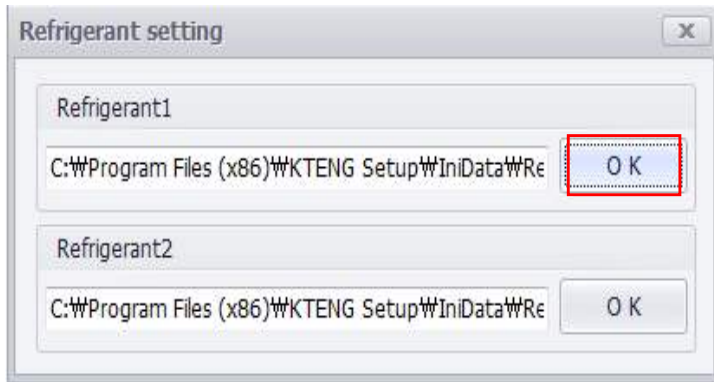 Refrigerant setting
x
Refrigerant1
C:₩Program Files (x86)₩KTENG Setup₩IniData₩Re
O K
Refrigerant2
C:₩Program Files (x86)₩KTENG Setup₩IniData₩Re
O K